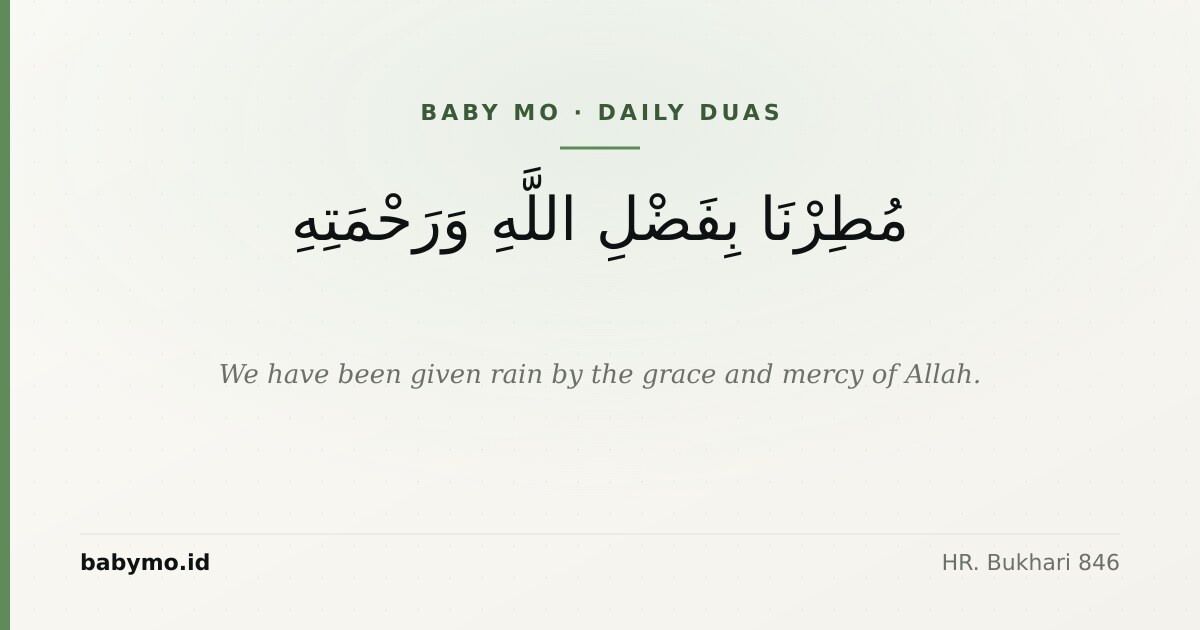 BABY MO · DAILY DUAS
مُطِرْنَا بِفَضْلِ اللَّهِ وَرَحْمَتِهِ
We have been given rain by the grace and mercy of Allah.
babymo.id
HR. Bukhari 846